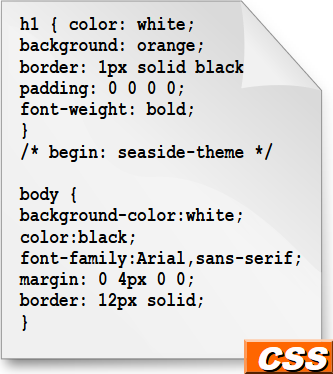 h1 { color: white;
background: orange;
border: 1px solid black
padding: 0 0 0 0;
font-weight: bold;
}
/* begin: seaside-theme */

body {
background-color:white;
color:black;
font-family:Arial,sans-serif;
margin: 0 4px 0 0;
border: 12px solid;
}
CSS